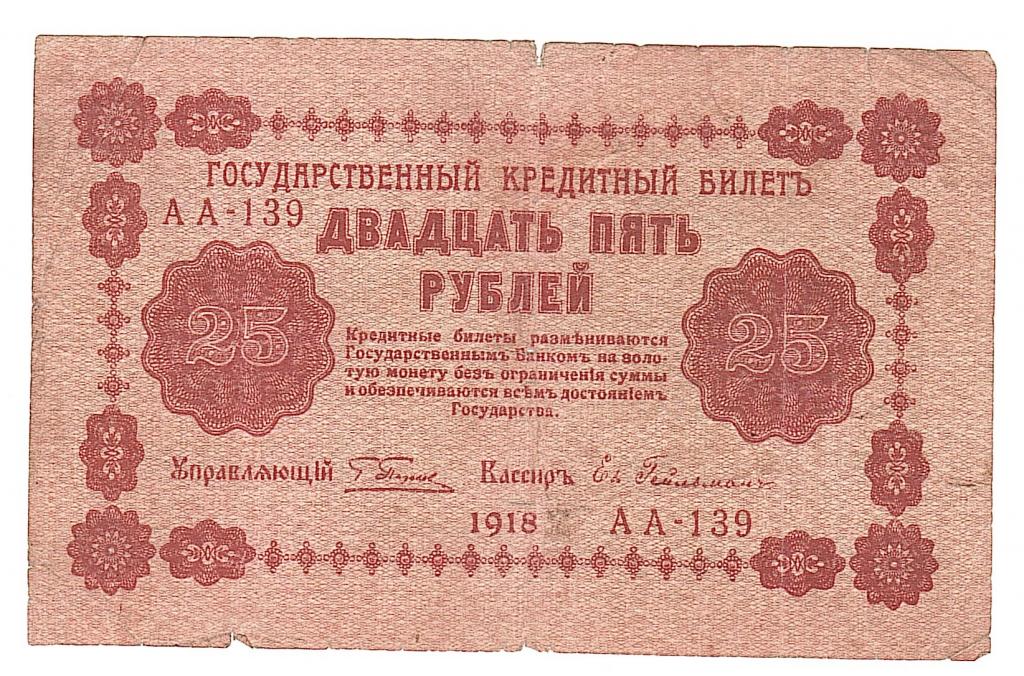 ГОСУДАРСТВЕННЫЙ КРЕДИТНЫЙ БИЛЕТЪ
АА-139
ДВАДЦАТЬ ПЯТЬ
РУБЛЕЙ
25
25
Кредитные билеты размѣниваются
Государственнымъ Банкомъ на золо-
тую монету безъ ограниченія суммы
и обезпечиваются всѣмъ достояніемъ
Государства.
Управляющій Кассиръ Гейльман
1918 АА-139